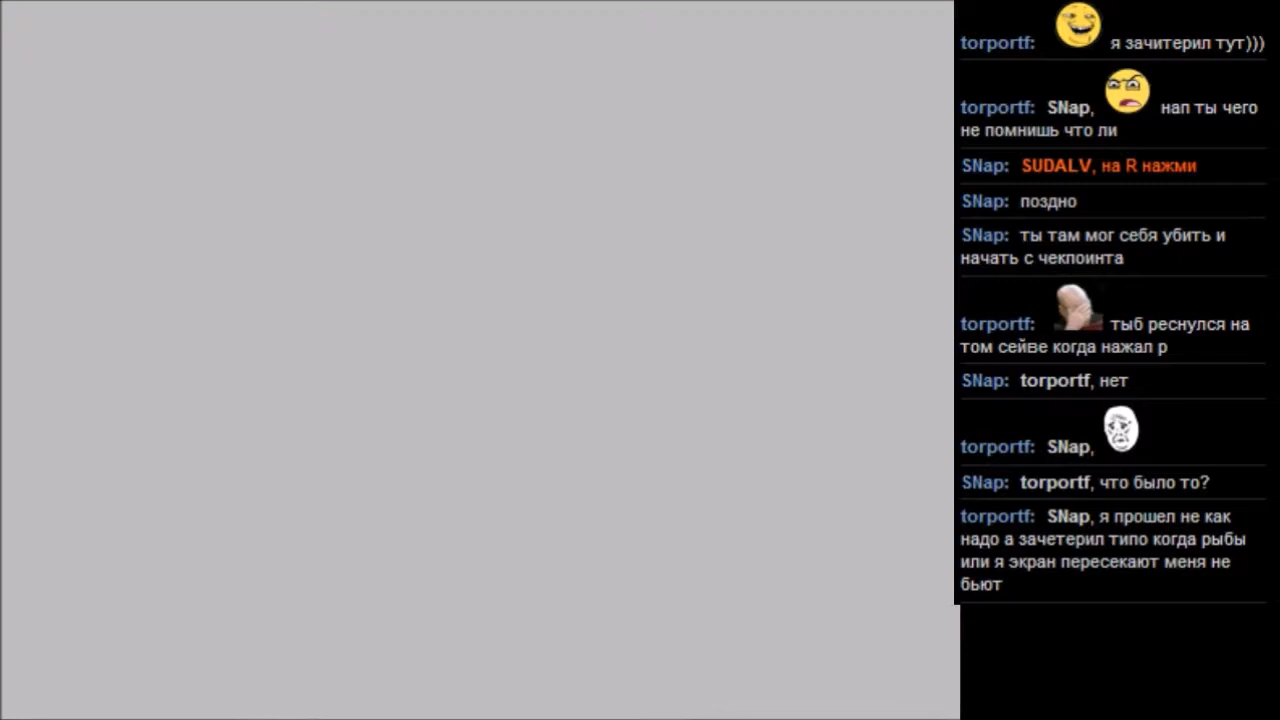 torportf: я зачитерил тут)))
torportf: SNap, нап ты чего
не помнишь что ли
SNap: SUDALV, на R нажми
SNap: поздно
SNap: ты там мог себя убить и
начать с чекпоинта
torportf: тыб реснулся на
том сейве когда нажал р
SNap: torportf, нет
torportf: SNap,
SNap: torportf, что было то?
torportf: SNap, я прошел не как
надо а зачетерил типо когда рыбы
или я экран пересекают меня не
бьют